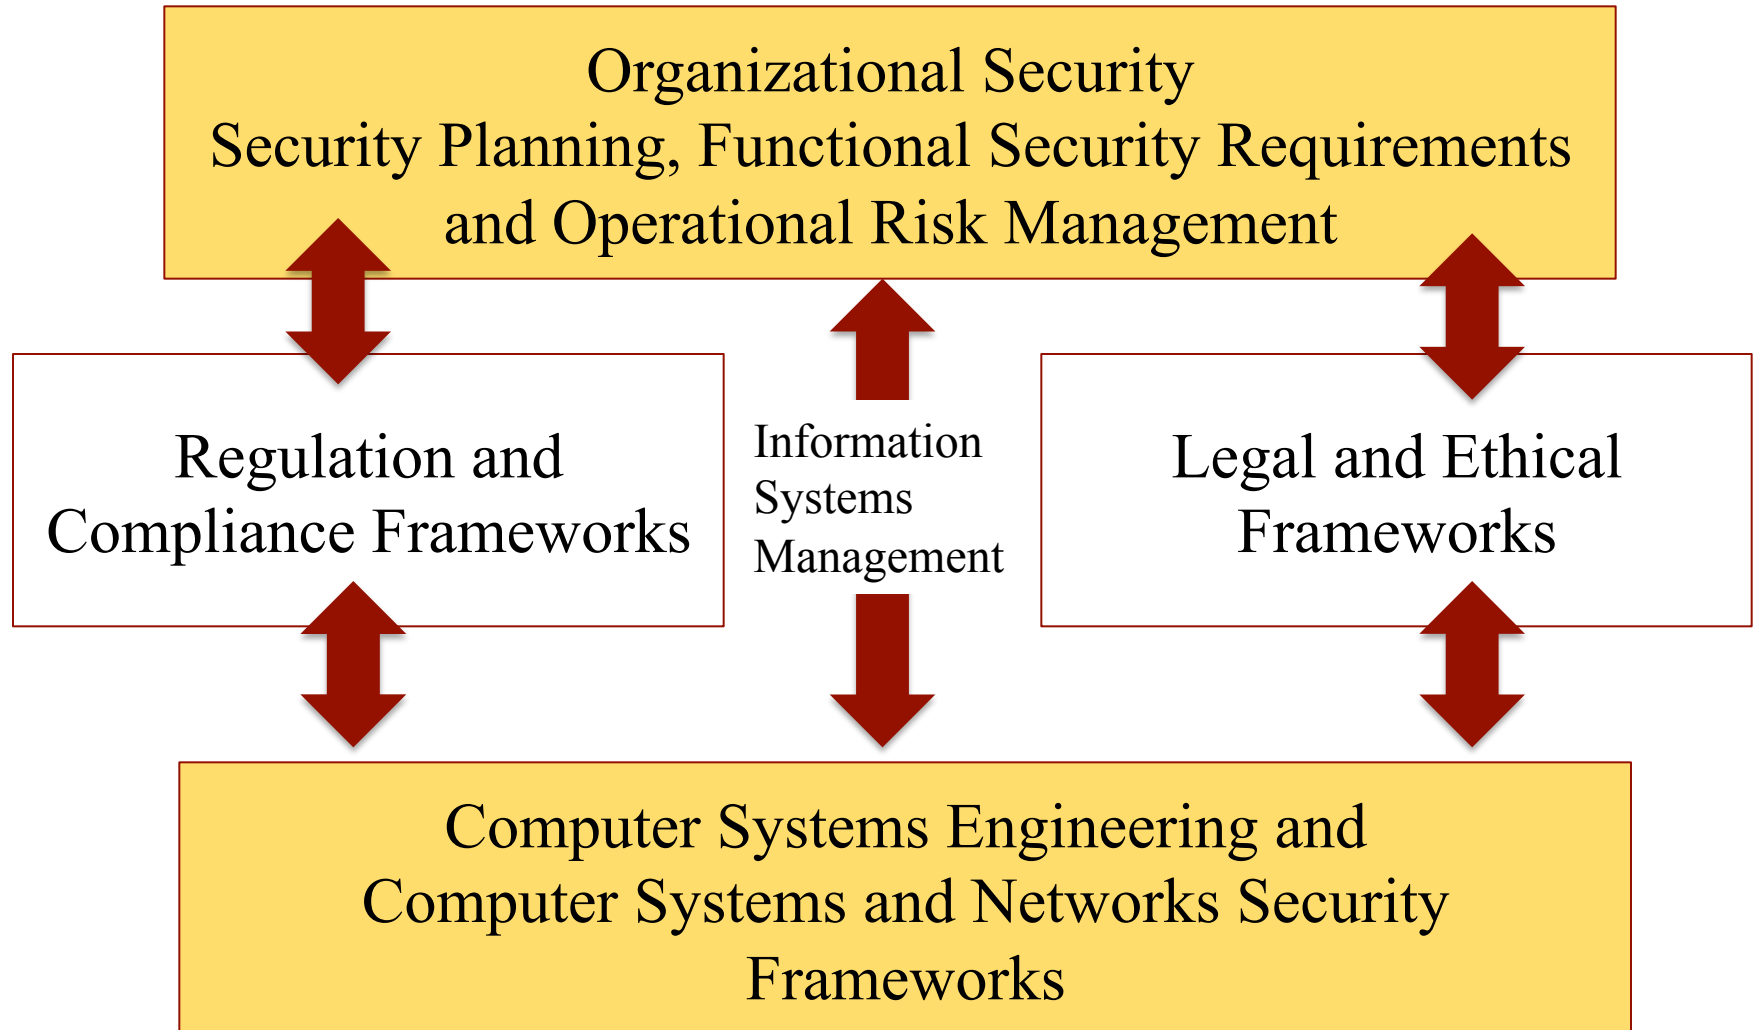 Organizational Security
Security Planning, Functional Security Requirements
and Operational Risk Management
Regulation and
Compliance Frameworks
Information
Systems
Management
Legal and Ethical
Frameworks
Computer Systems Engineering and
Computer Systems and Networks Security
Frameworks